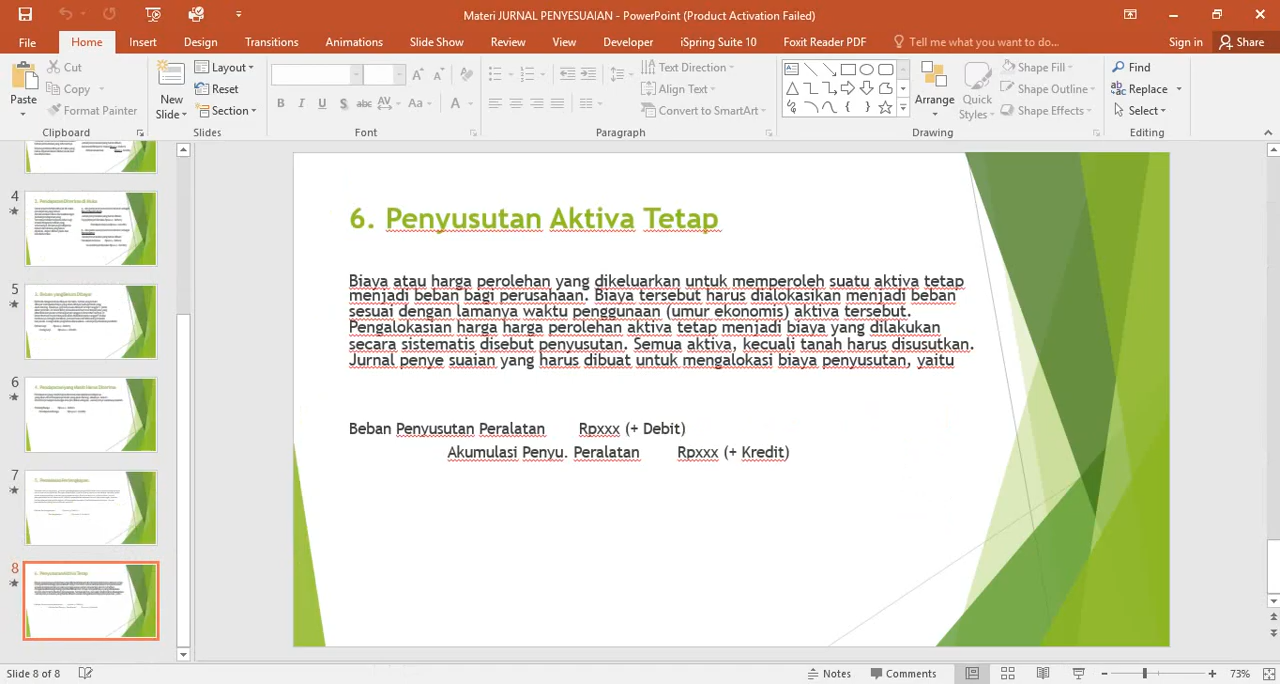 Materi JURNAL PENYESUAIAN - PowerPoint (Product Activation Failed)
File Home Insert Design Transitions Animations Slide Show Review View Developer iSpring Suite 10 Foxit Reader PDF Tell me what you want to do... Sign in Share
Paste
Cut
Copy
Format Painter
Clipboard
New Slide
Layout
Reset
Section
Slides
B I U S abc AV Aa A
Font
Text Direction
Align Text
Convert to SmartArt
Paragraph
Arrange
Quick Styles
Shape Fill
Shape Outline
Shape Effects
Drawing
Find
Replace
Select
Editing
4
5
6
7
8
6. Penyusutan Aktiva Tetap
Biaya atau harga perolehan yang dikeluarkan untuk memperoleh suatu aktiva tetap
menjadi beban bagi perusahaan. Biaya tersebut harus dialokasikan menjadi beban
sesuai dengan lamanya waktu penggunaan (umur ekonomis) aktiva tersebut.
Pengalokasian harga harga perolehan aktiva tetap menjadi biaya yang dilakukan
secara sistematis disebut penyusutan. Semua aktiva, kecuali tanah harus disusutkan.
Jurnal penye suaian yang harus dibuat untuk mengalokasi biaya penyusutan, yaitu
Beban Penyusutan Peralatan Rpxxx (+ Debit)
Akumulasi Penyu. Peralatan Rpxxx (+ Kredit)
Slide 8 of 8 Notes Comments 73%